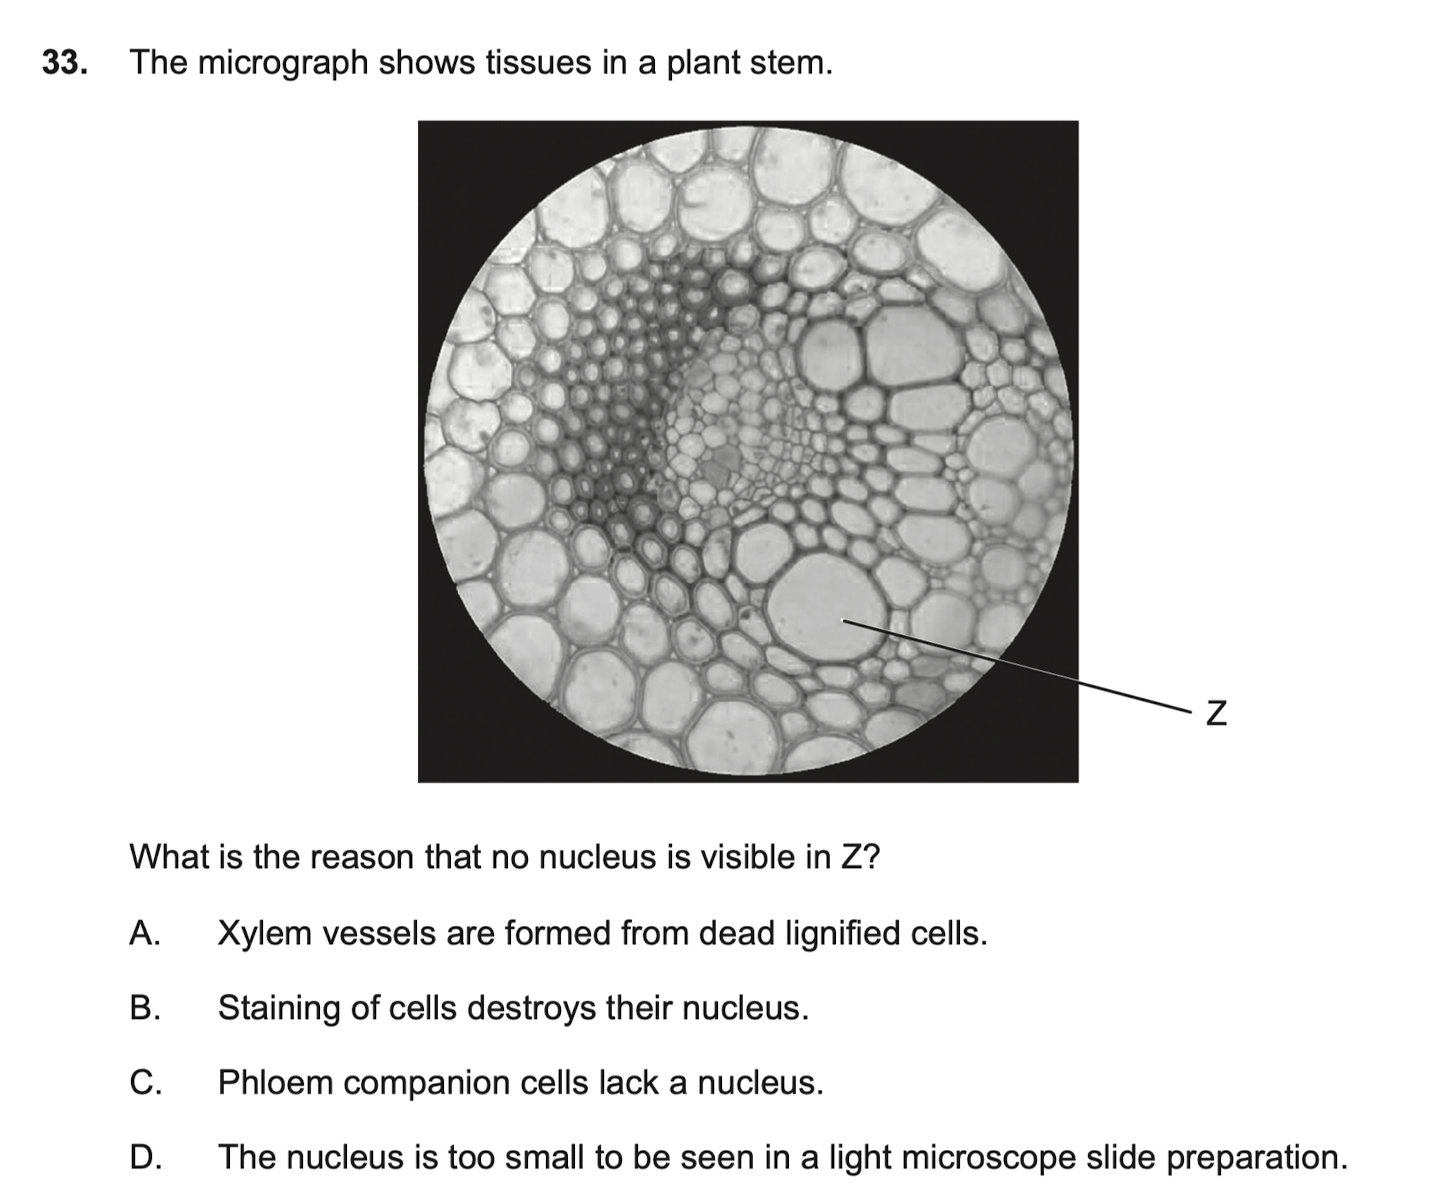 33. The micrograph shows tissues in a plant stem.
Z
What is the reason that no nucleus is visible in Z?
A. Xylem vessels are formed from dead lignified cells.
B. Staining of cells destroys their nucleus.
C. Phloem companion cells lack a nucleus.
D. The nucleus is too small to be seen in a light microscope slide preparation.